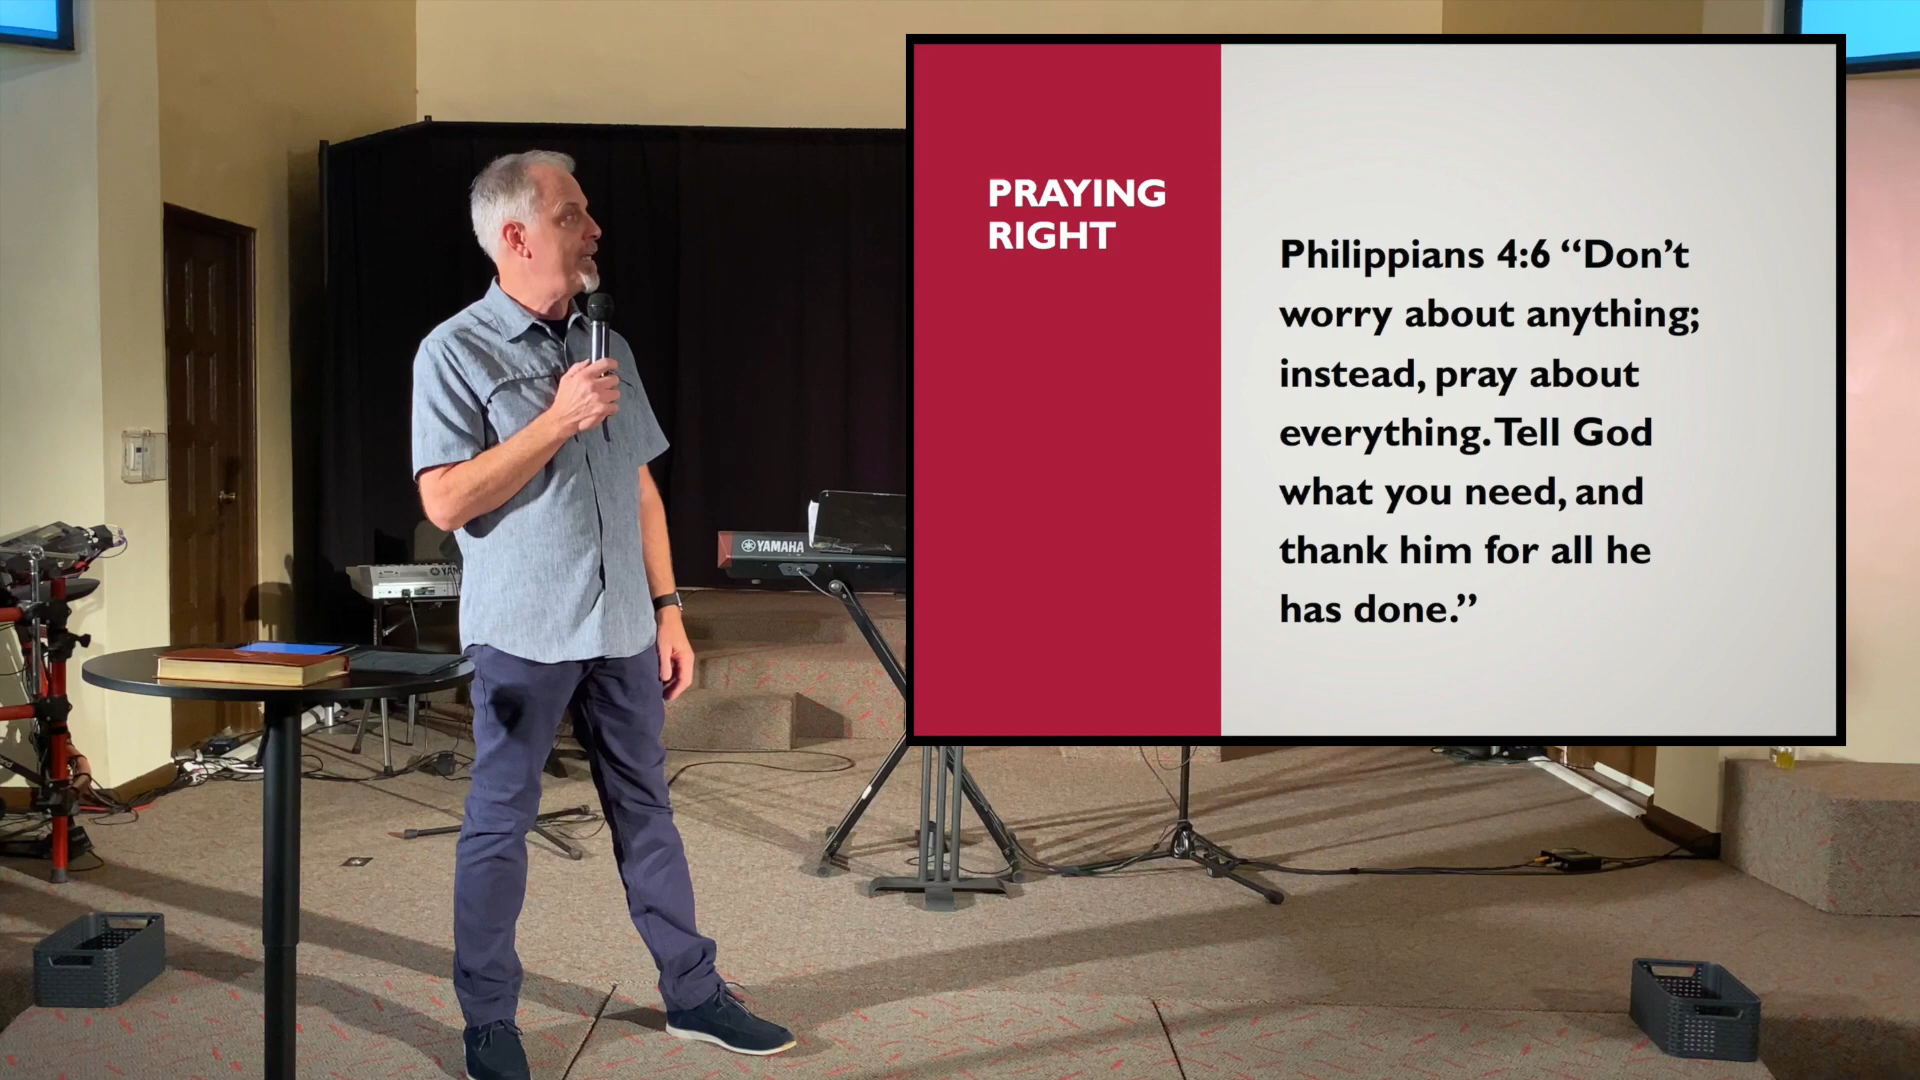 PRAYING
RIGHT
Philippians 4:6 “Don’t
worry about anything;
instead, pray about
everything. Tell God
what you need, and
thank him for all he
has done.”
YAMAHA
YAM